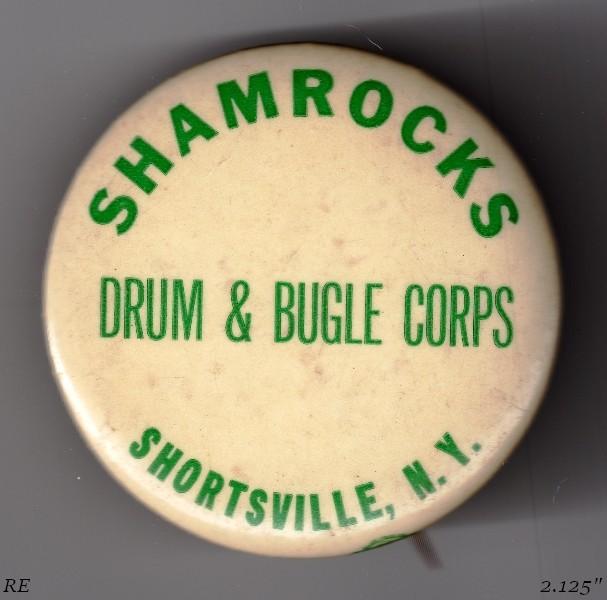 SHAMROCKS
DRUM & BUGLE CORPS
SHORTSVILLE, N.Y.
RE
2.125"